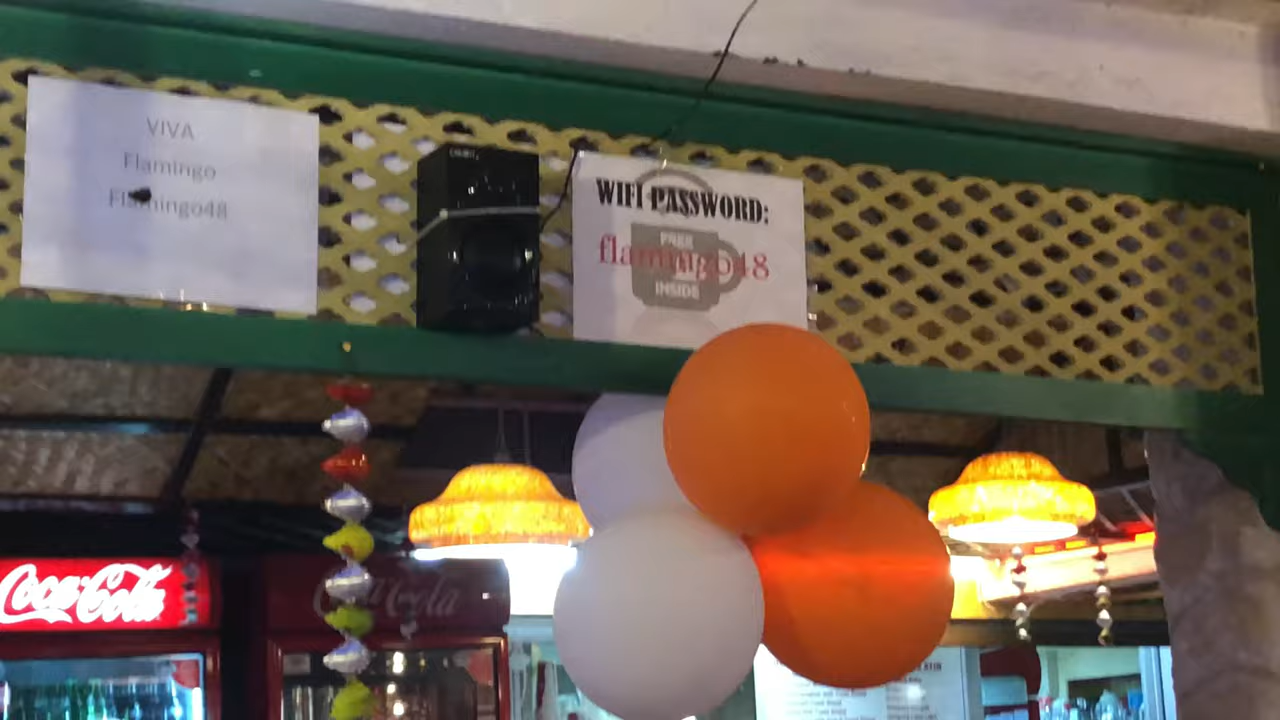 VIVA
Flamingo
Flamingo48
WIFI PASSWORD:
FREE
flamingo48
INSIDE
Coca-Cola
Coca-Cola